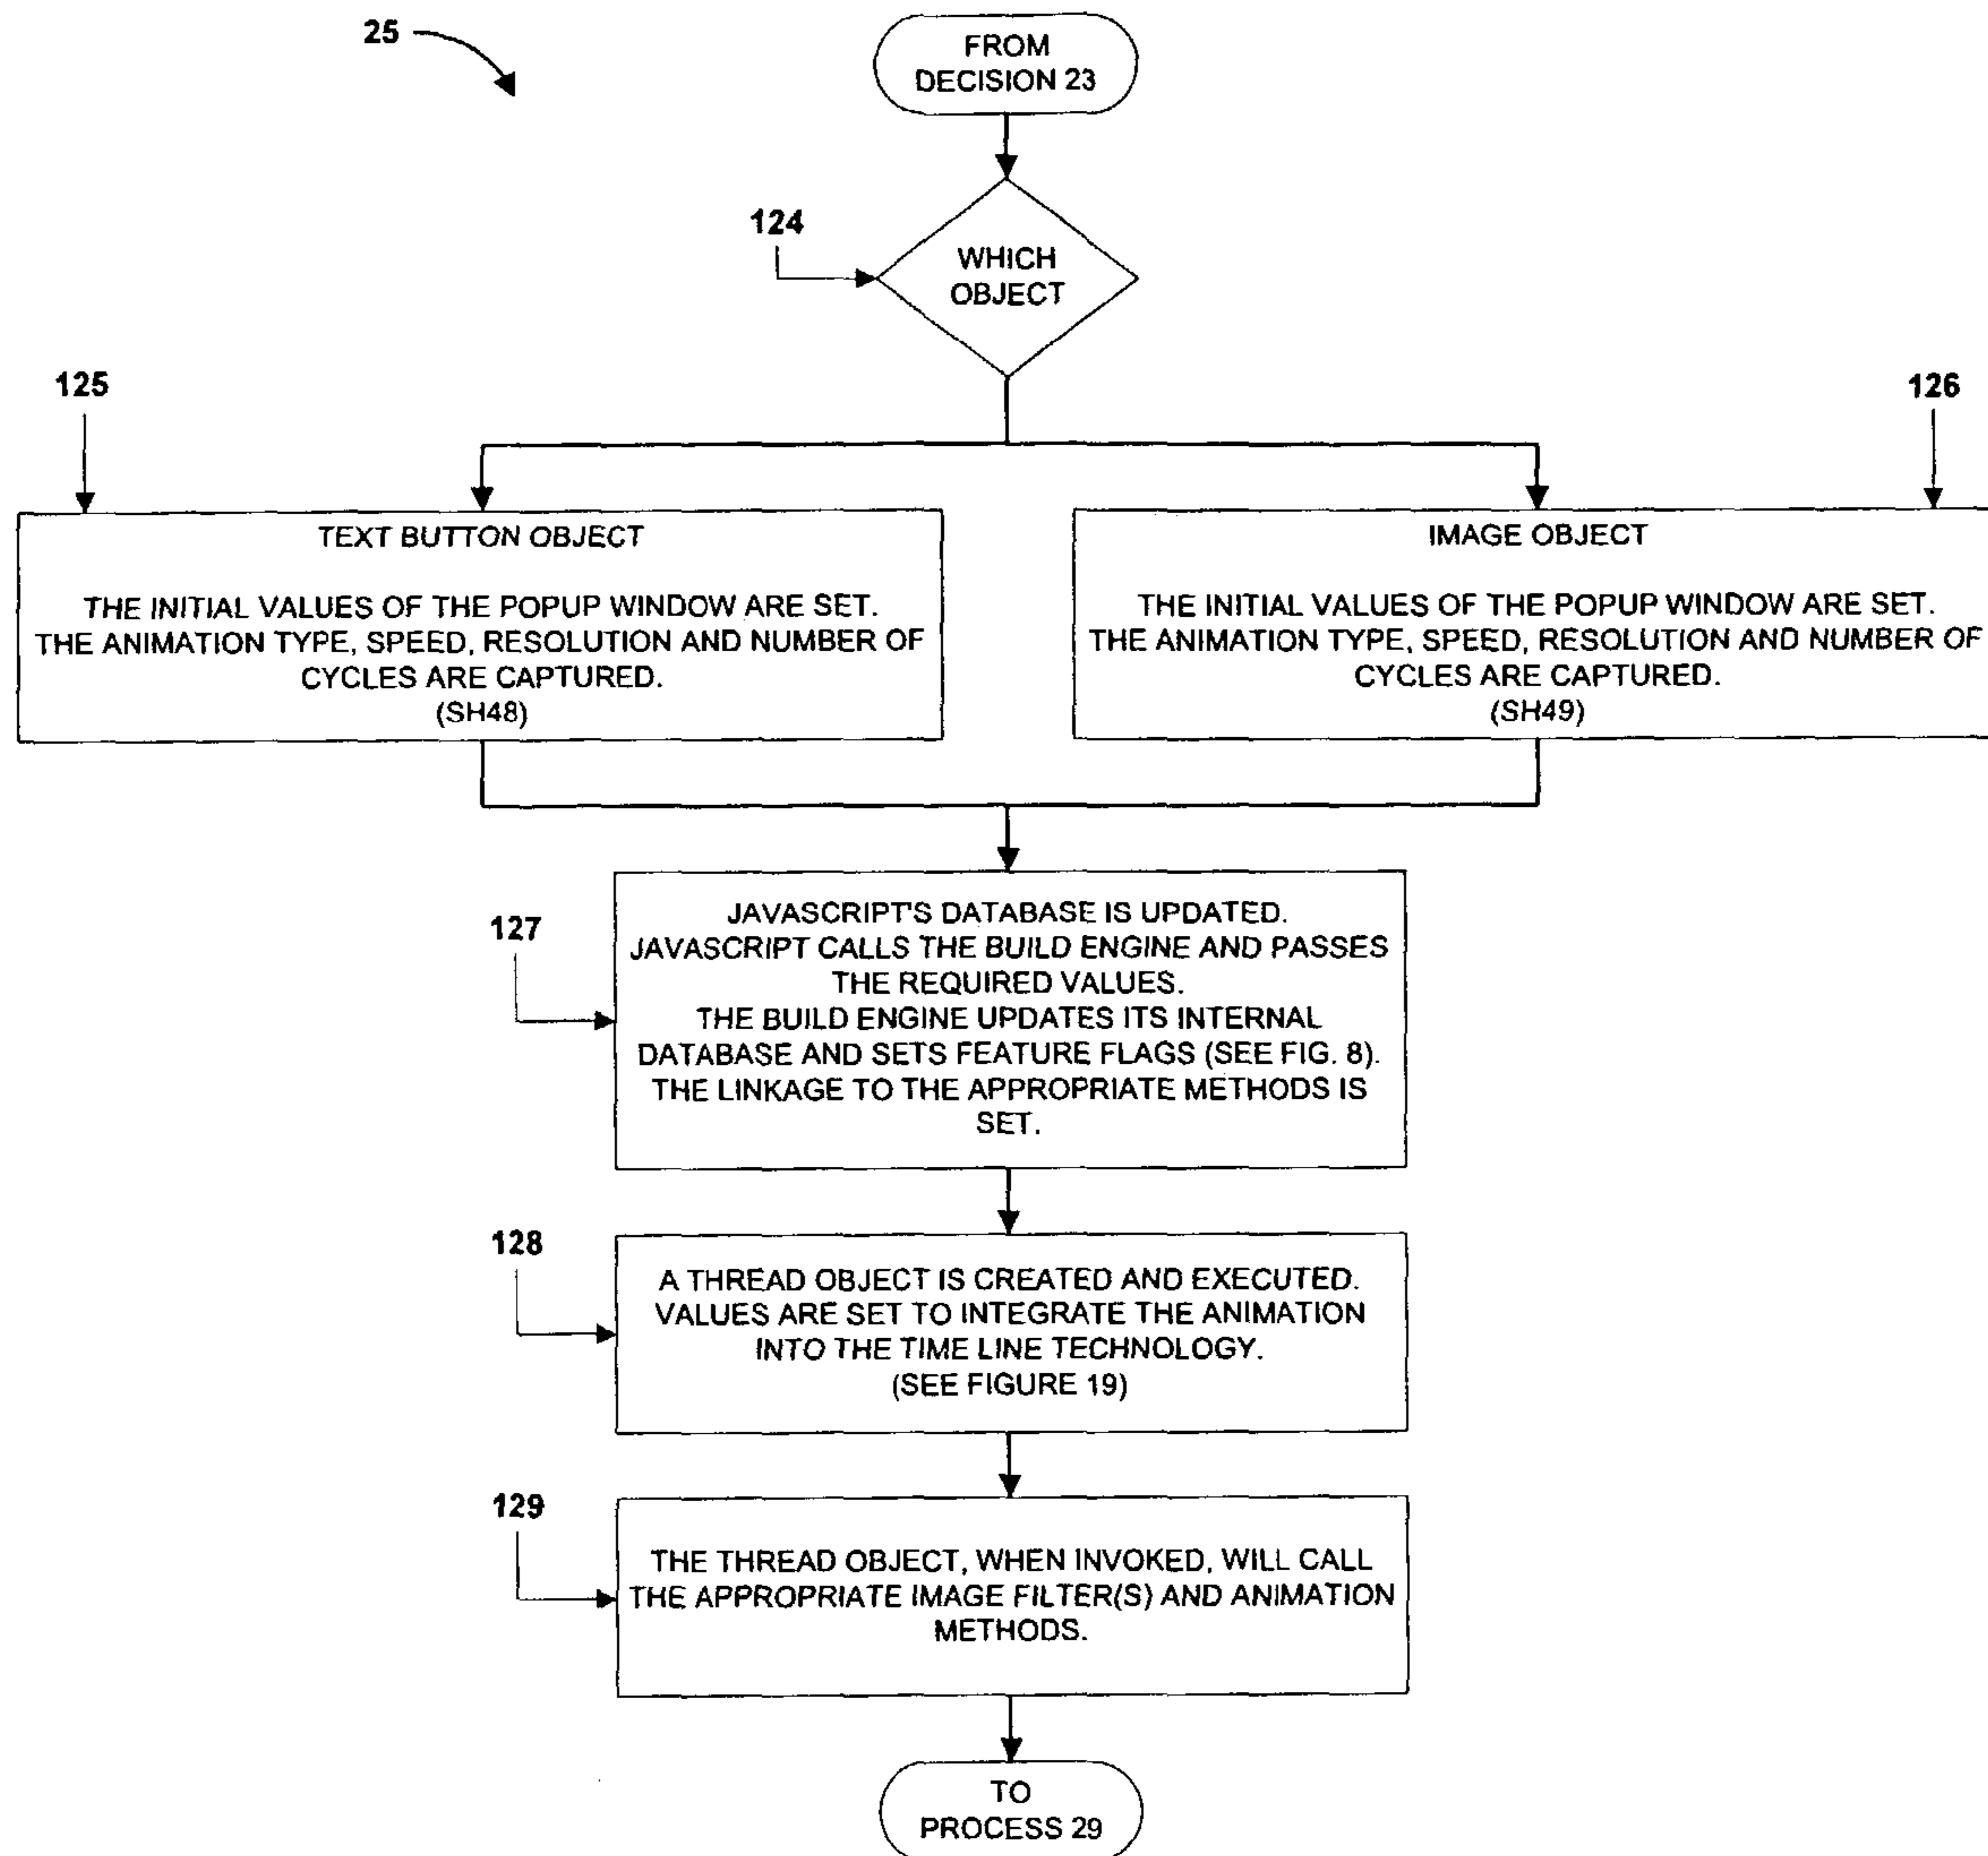 25
FROM
DECISION 23
124
WHICH
OBJECT
125
126
TEXT BUTTON OBJECT
THE INITIAL VALUES OF THE POPUP WINDOW ARE SET.
THE ANIMATION TYPE, SPEED, RESOLUTION AND NUMBER OF
CYCLES ARE CAPTURED.
(SH48)
IMAGE OBJECT
THE INITIAL VALUES OF THE POPUP WINDOW ARE SET.
THE ANIMATION TYPE, SPEED, RESOLUTION AND NUMBER OF
CYCLES ARE CAPTURED.
(SH49)
127
JAVASCRIPT'S DATABASE IS UPDATED.
JAVASCRIPT CALLS THE BUILD ENGINE AND PASSES
THE REQUIRED VALUES.
THE BUILD ENGINE UPDATES ITS INTERNAL
DATABASE AND SETS FEATURE FLAGS (SEE FIG. 8).
THE LINKAGE TO THE APPROPRIATE METHODS IS
SET.
128
A THREAD OBJECT IS CREATED AND EXECUTED.
VALUES ARE SET TO INTEGRATE THE ANIMATION
INTO THE TIME LINE TECHNOLOGY.
(SEE FIGURE 19)
129
THE THREAD OBJECT, WHEN INVOKED, WILL CALL
THE APPROPRIATE IMAGE FILTER(S) AND ANIMATION
METHODS.
TO
PROCESS 29